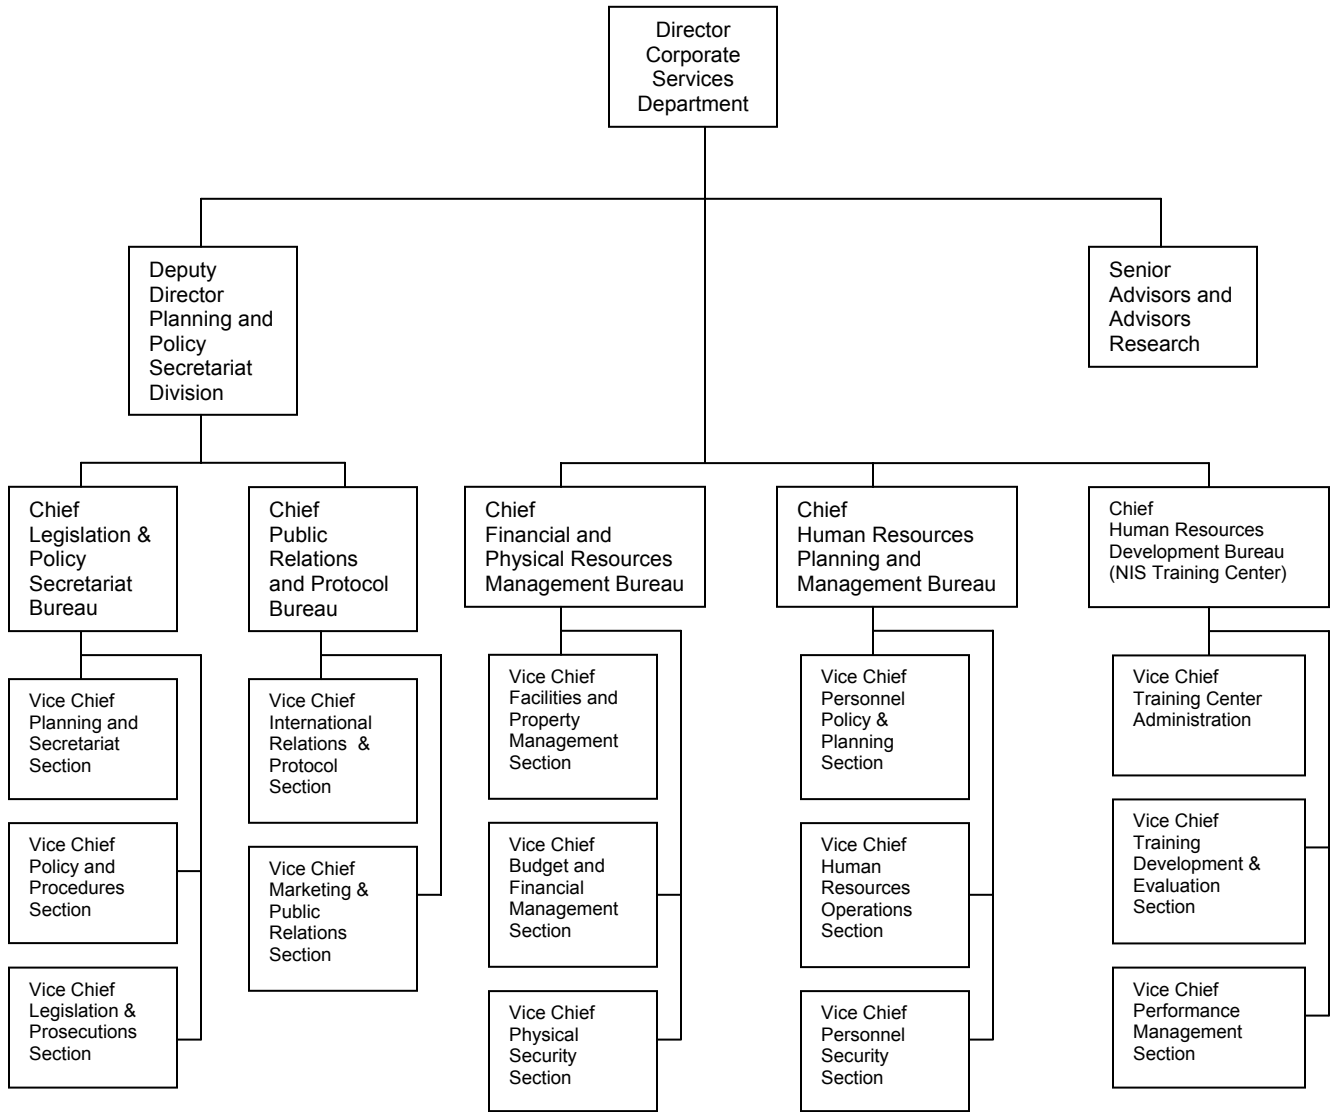 Director
Corporate
Services
Department
Deputy
Director
Planning and
Policy
Secretariat
Division
Senior
Advisors and
Advisors
Research
Chief
Legislation &
Policy
Secretariat
Bureau
Chief
Public
Relations
and Protocol
Bureau
Chief
Financial and
Physical Resources
Management Bureau
Chief
Human Resources
Planning and
Management Bureau
Chief
Human Resources
Development Bureau
(NIS Training Center)
Vice Chief
Planning and
Secretariat
Section
Vice Chief
Policy and
Procedures
Section
Vice Chief
Legislation &
Prosecutions
Section
Vice Chief
International
Relations &
Protocol
Section
Vice Chief
Marketing &
Public
Relations
Section
Vice Chief
Facilities and
Property
Management
Section
Vice Chief
Budget and
Financial
Management
Section
Vice Chief
Physical
Security
Section
Vice Chief
Personnel
Policy &
Planning
Section
Vice Chief
Human
Resources
Operations
Section
Vice Chief
Personnel
Security
Section
Vice Chief
Training Center
Administration
Vice Chief
Training
Development &
Evaluation
Section
Vice Chief
Performance
Management
Section